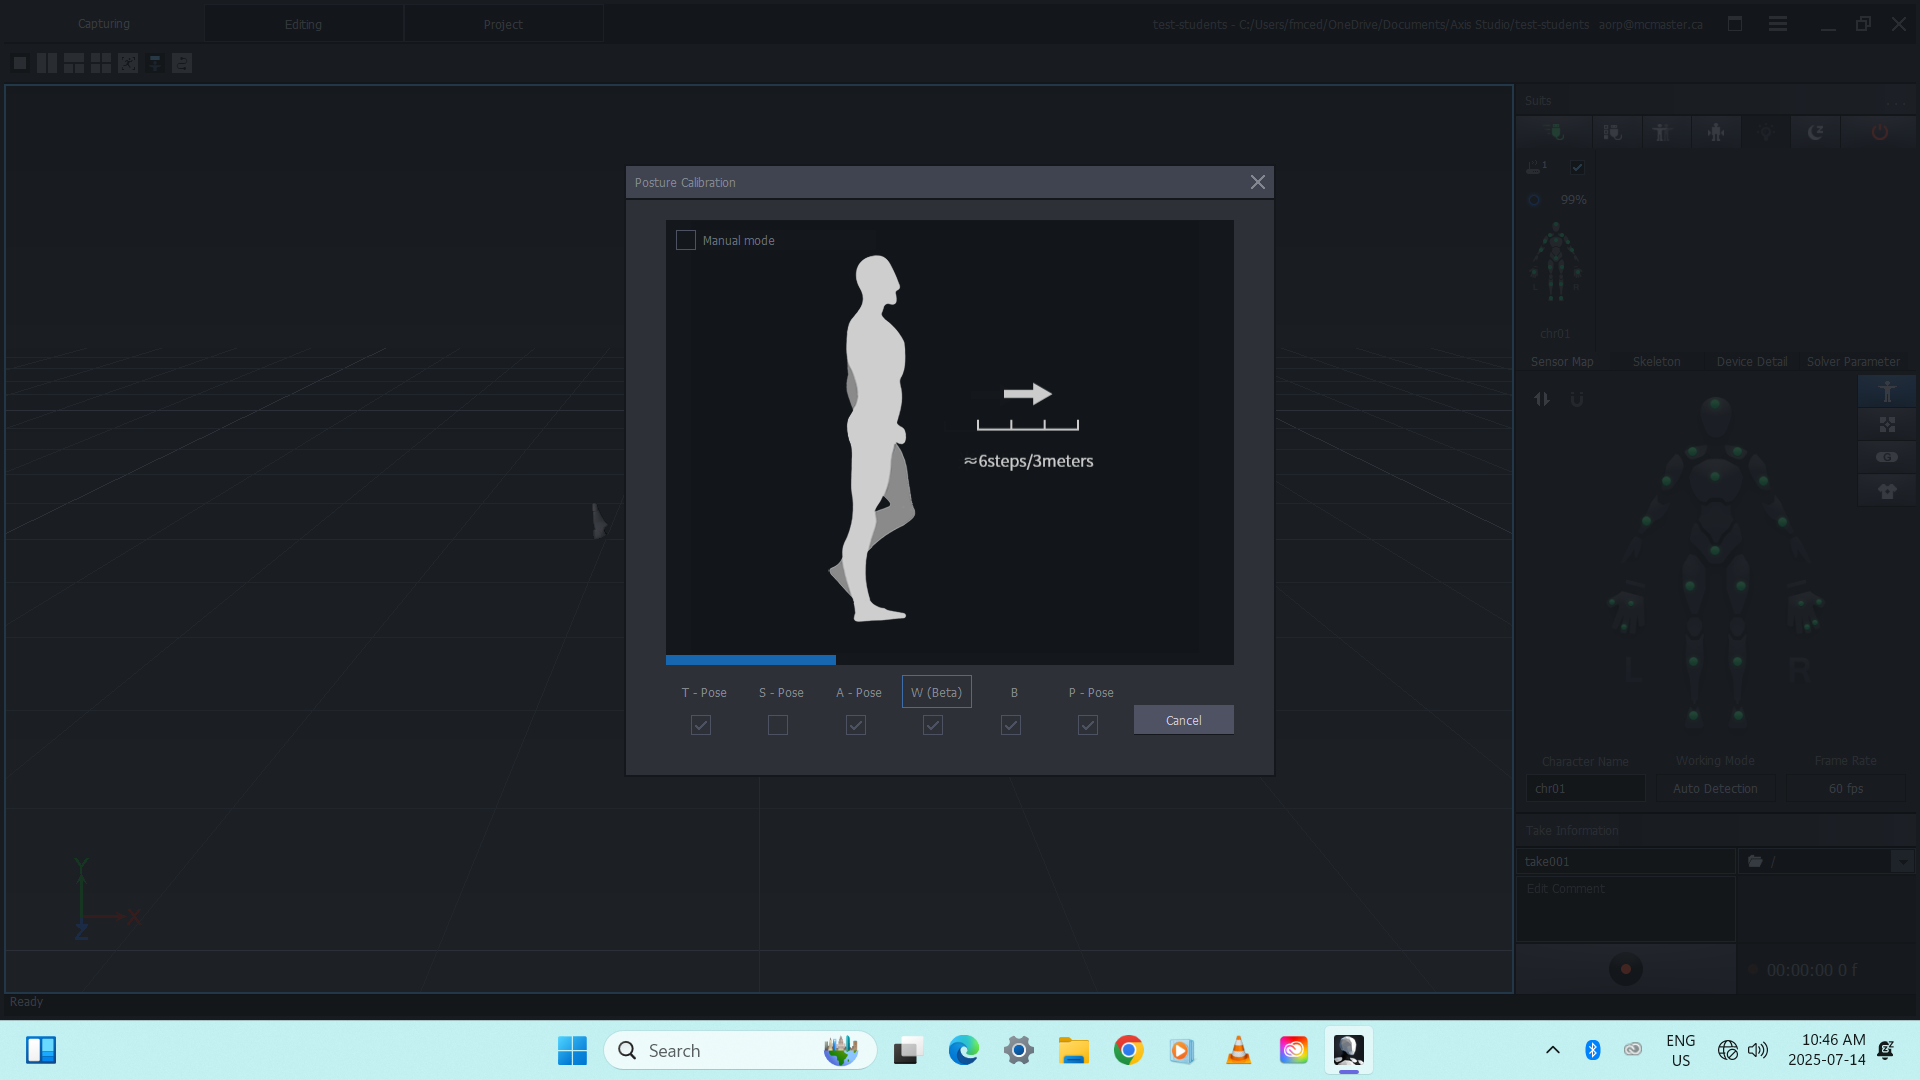 Capturing
Editing
Project
test-students - C:/Users/fmced/OneDrive/Documents/Axis Studio/test-students
aorp@mcmaster.ca
Suits
1
99%
chr01
Sensor Map
Skeleton
Device Detail
Solver Parameter
G
L
R
Posture Calibration
Manual mode
≈6steps/3meters
T - Pose
S - Pose
A - Pose
W (Beta)
B
P - Pose
Cancel
Character Name
Working Mode
Frame Rate
chr01
Auto Detection
60 fps
Take Information
take001
/
Edit Comment
00:00:00 0 f
Y
X
Z
Ready
Search
ENG
US
10:46 AM
2025-07-14